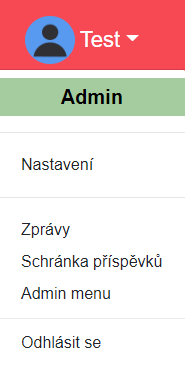 Test
Admin
Nastavení
Zprávy
Schránka příspěvků
Admin menu
Odhlásit se